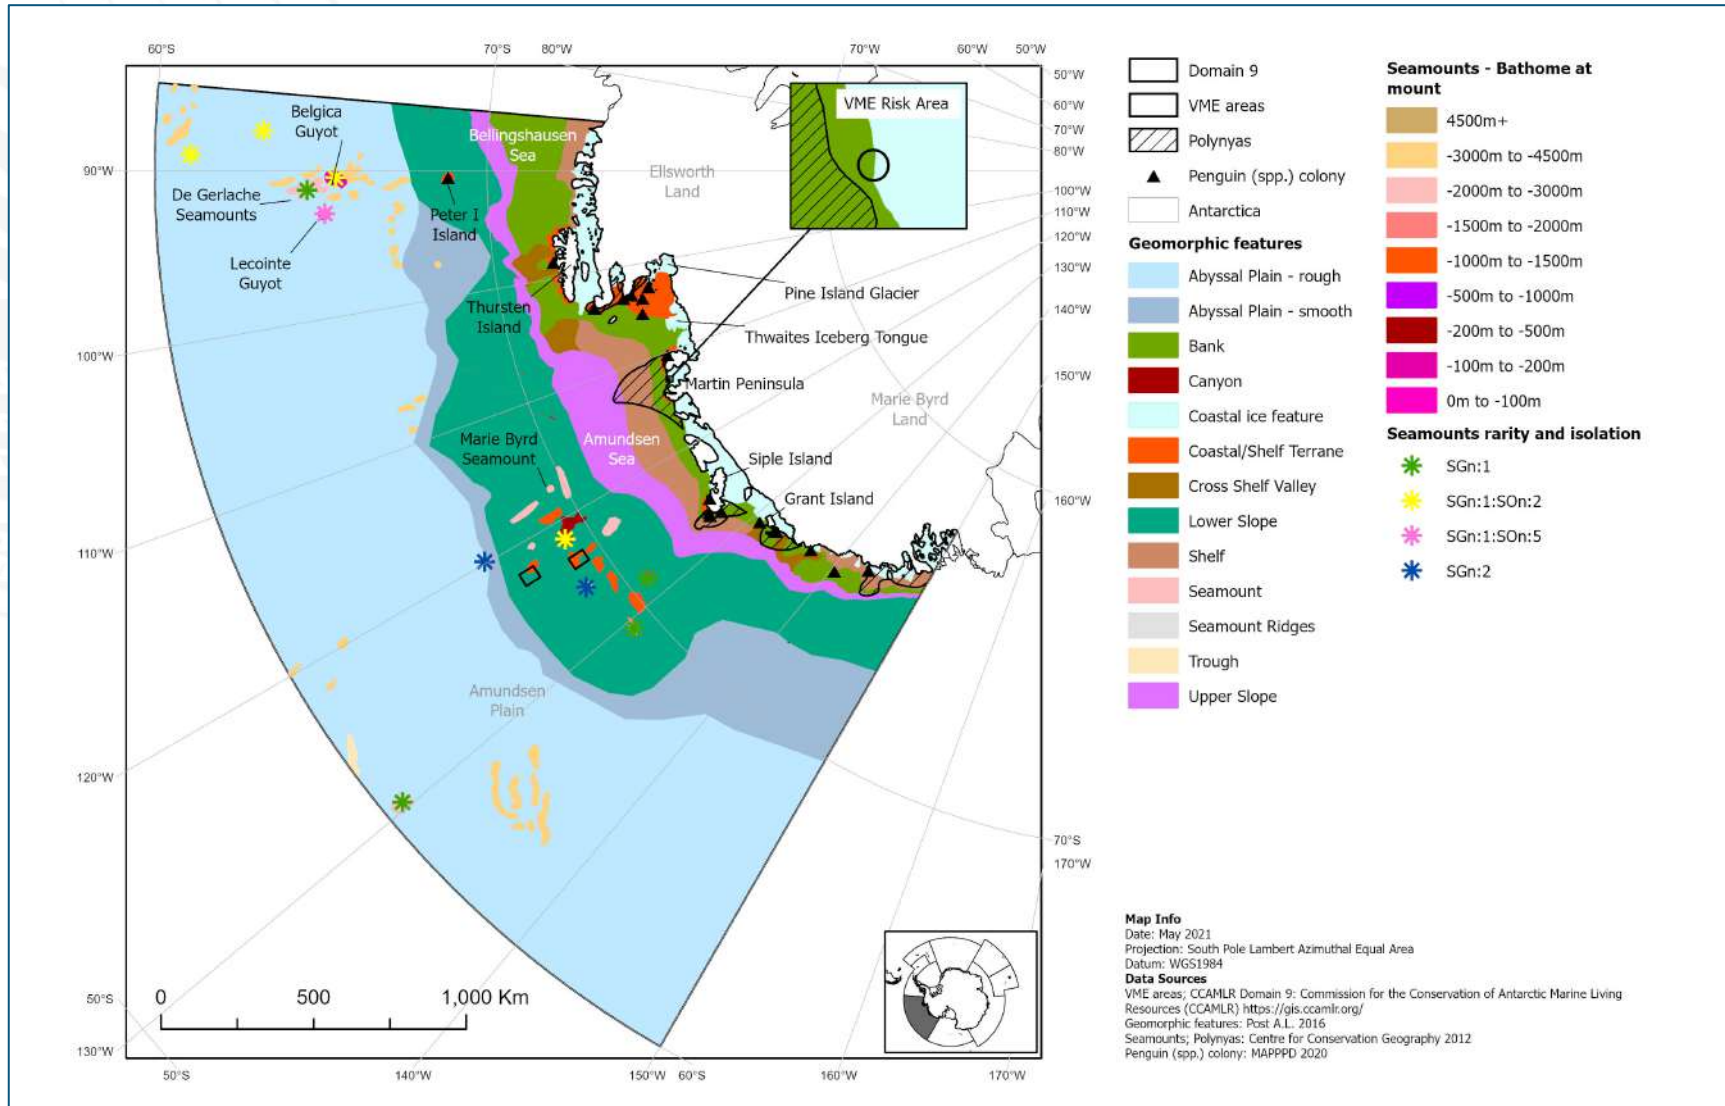 60°S
70°S
80°W
70°W
60°W
50°W
50°W
60°W
70°W
80°W
90°W
100°W
110°W
120°W
130°W
140°W
150°W
160°W
70°S
170°W
100°W
110°W
120°W
50°S
130°W
50°S
140°W
150°W
60°S
160°W
170°W
Belgica
Guyot
De Gerlache
Seamounts
Lecointe
Guyot
Peter I
Island
Bellingshausen
Sea
Ellsworth
Land
VME Risk Area
Thursten
Island
Pine Island Glacier
Thwaites Iceberg Tongue
Martin Peninsula
Marie Byrd
Land
Marie Byrd
Seamount
Amundsen
Sea
Siple Island
Grant Island
Amundsen
Plain
0
500
1,000 Km
Domain 9
VME areas
Polynyas
Penguin (spp.) colony
Antarctica
Geomorphic features
Abyssal Plain - rough
Abyssal Plain - smooth
Bank
Canyon
Coastal ice feature
Coastal/Shelf Terrane
Cross Shelf Valley
Lower Slope
Shelf
Seamount
Seamount Ridges
Trough
Upper Slope
Seamounts - Bathome at
mount
4500m+
-3000m to -4500m
-2000m to -3000m
-1500m to -2000m
-1000m to -1500m
-500m to -1000m
-200m to -500m
-100m to -200m
0m to -100m
Seamounts rarity and isolation
SGn:1
SGn:1:SOn:2
SGn:1:SOn:5
SGn:2
Map Info
Date: May 2021
Projection: South Pole Lambert Azimuthal Equal Area
Datum: WGS1984
Data Sources
VME areas; CCAMLR Domain 9: Commission for the Conservation of Antarctic Marine Living
Resources (CCAMLR) https://gis.ccamlr.org/
Geomorphic features: Post A.L. 2016
Seamounts; Polynyas: Centre for Conservation Geography 2012
Penguin (spp.) colony: MAPPPD 2020